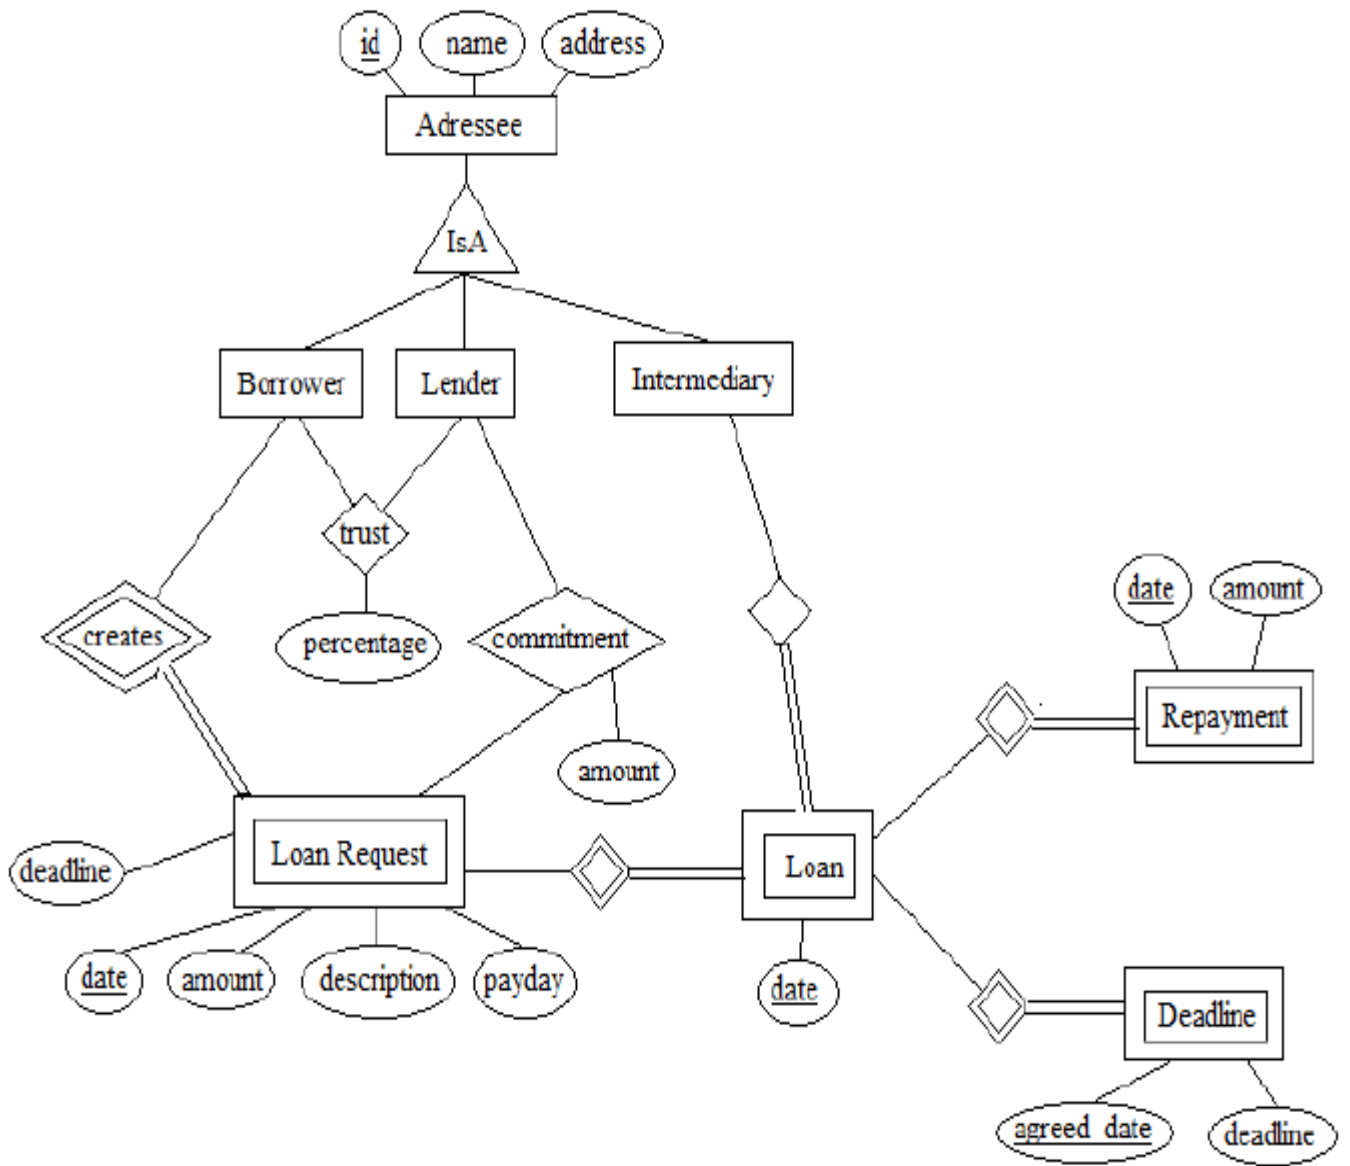 id
name
address
Adressee
IsA
Borrower
Lender
Intermediary
trust
creates
percentage
commitment
date
amount
Repayment
amount
Loan Request
Loan
deadline
date
amount
description
payday
date
Deadline
agreed_date
deadline